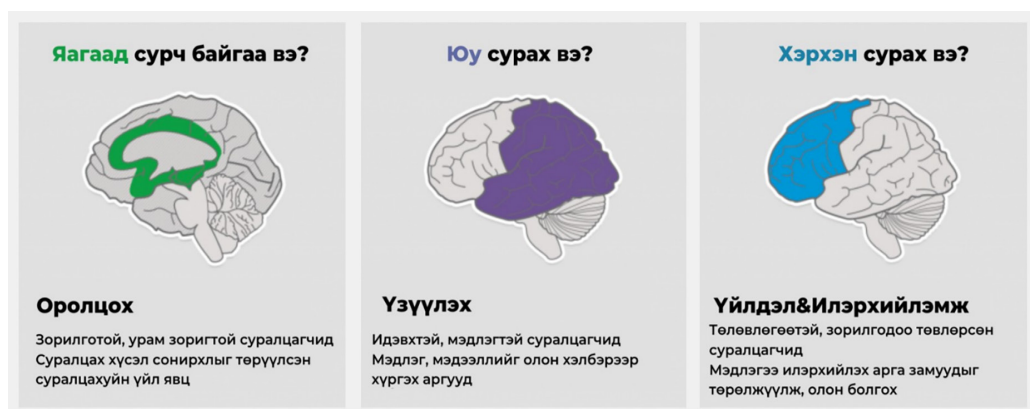 Яагаад сурч байгаа вэ?
Оролцох
Зорилготой, урам зоригтой суралцагчид
Суралцах хүсэл сонирхлыг төрүүлсэн
суралцахуйн үйл явц
Юу сурах вэ?
Үзүүлэх
Идэвхтэй, мэдлэгтэй суралцагчид
Мэдлэг, мэдээллийг олон хэлбэрээр
хүргэх аргууд
Хэрхэн сурах вэ?
Үйлдэл&Илэрхийлэмж
Төлөвлөгөөтэй, зорилгодоо төвлөрсөн
суралцагчид
Мэдлэгээ илэрхийлэх арга замуудыг
төрөлжүүлж, олон болгох